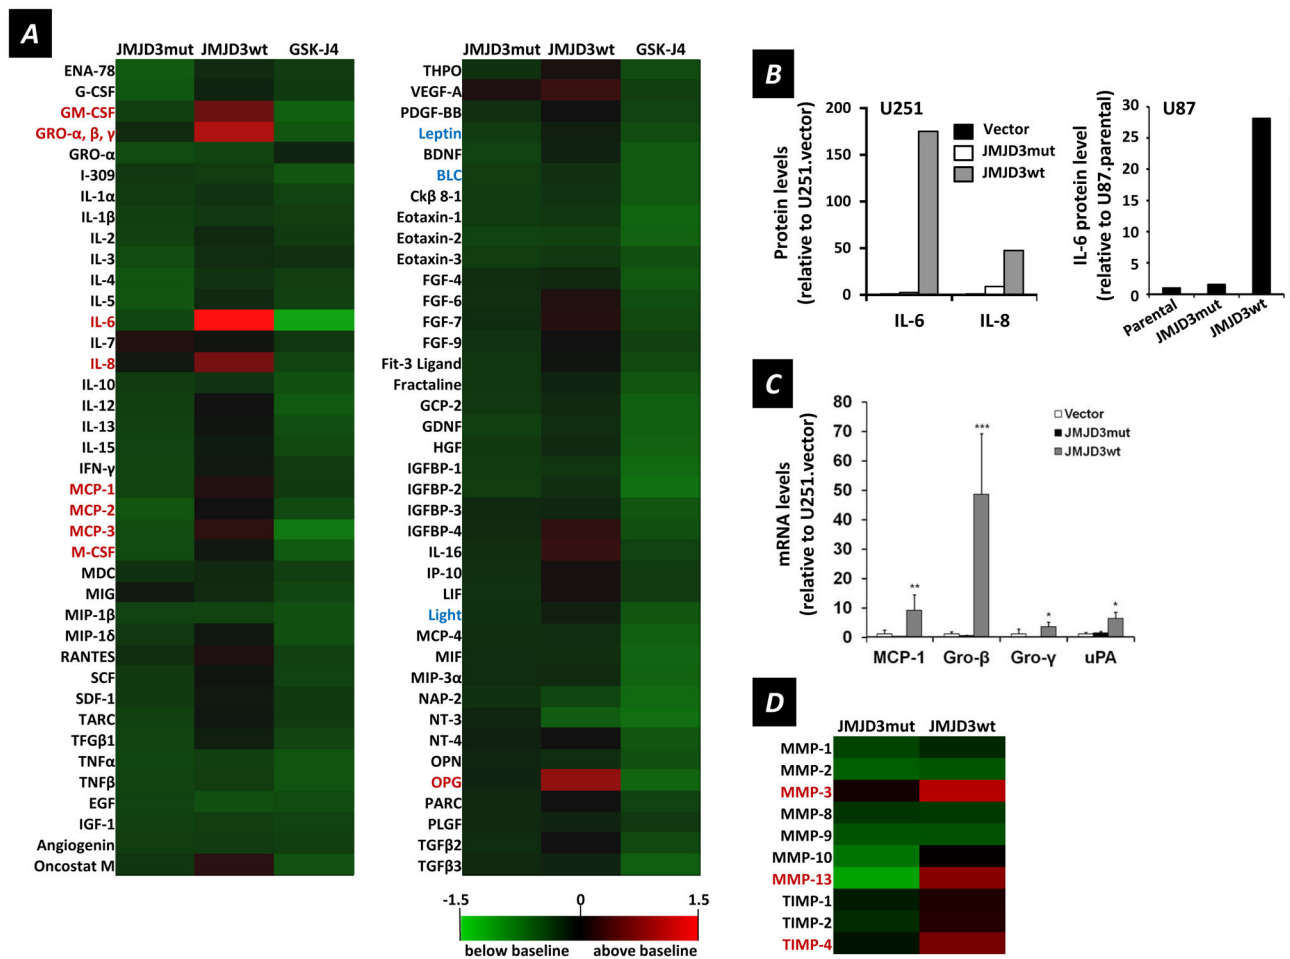 A
JMJD3mut JMJD3wt GSK-J4
ENA-78
G-CSF
GM-CSF
GRO-α, β, γ
GRO-α
I-309
IL-1α
IL-1β
IL-2
IL-3
IL-4
IL-5
IL-6
IL-7
IL-8
IL-10
IL-12
IL-13
IL-15
IFN-γ
MCP-1
MCP-2
MCP-3
M-CSF
MDC
MIG
MIP-1β
MIP-1δ
RANTES
SCF
SDF-1
TARC
TFGβ1
TNFα
TNFβ
EGF
IGF-1
Angiogenin
Oncostat M
JMJD3mut JMJD3wt GSK-J4
THPO
VEGF-A
PDGF-BB
Leptin
BDNF
BLC
Ckβ 8-1
Eotaxin-1
Eotaxin-2
Eotaxin-3
FGF-4
FGF-6
FGF-7
FGF-9
Fit-3 Ligand
Fractaline
GCP-2
GDNF
HGF
IGFBP-1
IGFBP-2
IGFBP-3
IGFBP-4
IL-16
IP-10
LIF
Light
MCP-4
MIF
MIP-3α
NAP-2
NT-3
NT-4
OPN
OPG
PARC
PLGF
TGFβ2
TGFβ3
-1.5 0 1.5
below baseline above baseline
B
Protein levels
(relative to U251.vector)
200
150
100
50
0
U251
Vector
JMJD3mut
JMJD3wt
IL-6 IL-8
IL-6 protein level
(relative to U87.parental)
30
25
20
15
10
5
0
U87
Parental
JMJD3mut
JMJD3wt
C
mRNA levels
(relative to U251.vector)
80
70
60
50
40
30
20
10
0
Vector
JMJD3mut
JMJD3wt
**
***
*
*
MCP-1 Gro-β Gro-γ uPA
D
JMJD3mut JMJD3wt
MMP-1
MMP-2
MMP-3
MMP-8
MMP-9
MMP-10
MMP-13
TIMP-1
TIMP-2
TIMP-4